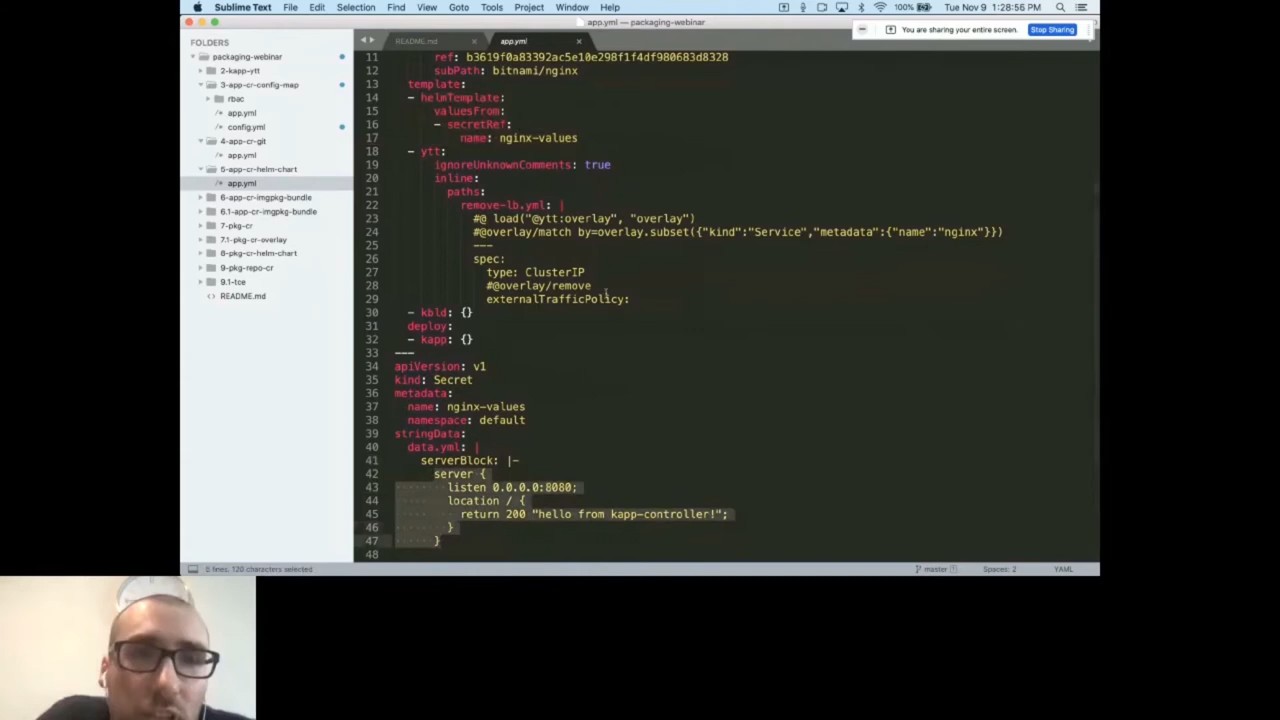 Sublime Text File Edit Selection Find View Goto Tools Project Window Help 100% Tue Nov 9 1:28:56 PM
app.yml — packaging-webinar
You are sharing your entire screen. Stop Sharing
FOLDERS
packaging-webinar
2-kapp-ytt
3-app-cr-config-map
rbac
app.yml
config.yml
4-app-cr-git
app.yml
5-app-cr-helm-chart
app.yml
6-app-cr-imgpkg-bundle
6.1-app-cr-imgpkg-bundle
7-pkg-cr
7.1-pkg-cr-overlay
8-pkg-cr-helm-chart
9-pkg-repo-cr
9.1-tce
README.md
README.md app.yml
11 ref: b3619f0a83392ac5e10e298f1f4df980683d8328
12 subPath: bitnami/nginx
13 template:
14 - helmTemplate:
15 valuesFrom:
16 - secretRef:
17 name: nginx-values
18 - ytt:
19 ignoreUnknownComments: true
20 inline:
21 paths:
22 remove-lb.yml: |
23 #@ load("@ytt:overlay", "overlay")
24 #@overlay/match by=overlay.subset({"kind":"Service","metadata":{"name":"nginx"}})
25 ---
26 spec:
27 type: ClusterIP
28 #@overlay/remove
29 externalTrafficPolicy:
30 - kbld: {}
31 deploy:
32 - kapp: {}
33 ---
34 apiVersion: v1
35 kind: Secret
36 metadata:
37 name: nginx-values
38 namespace: default
39 stringData:
40 data.yml: |
41 serverBlock: |-
42 server {
43 listen 0.0.0.0:8080;
44 location / {
45 return 200 "hello from kapp-controller!";
46 }
47 }
48
6 lines, 120 characters selected master Spaces: 2 YAML